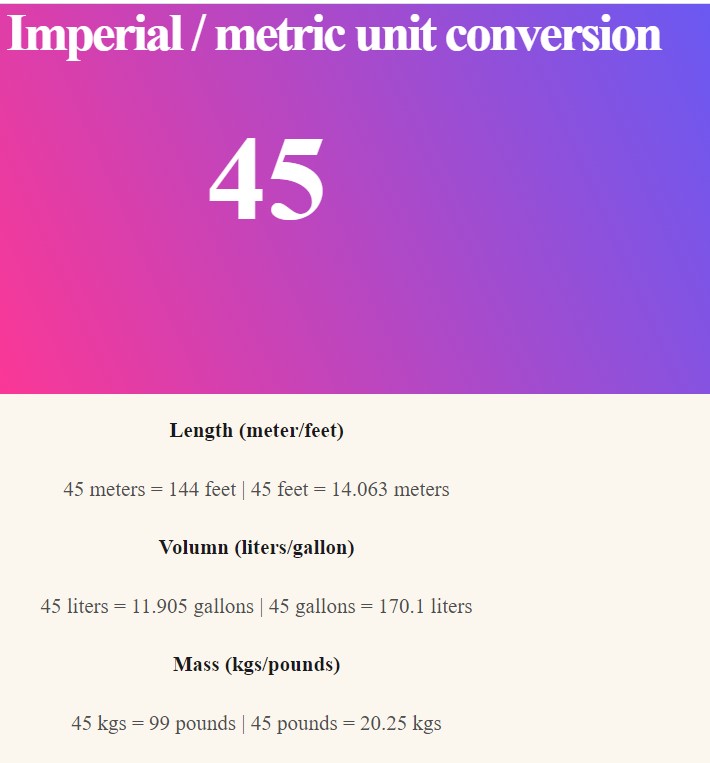 Imperial / metric unit conversion
45
Length (meter/feet)
45 meters = 144 feet | 45 feet = 14.063 meters
Volumn (liters/gallon)
45 liters = 11.905 gallons | 45 gallons = 170.1 liters
Mass (kgs/pounds)
45 kgs = 99 pounds | 45 pounds = 20.25 kgs